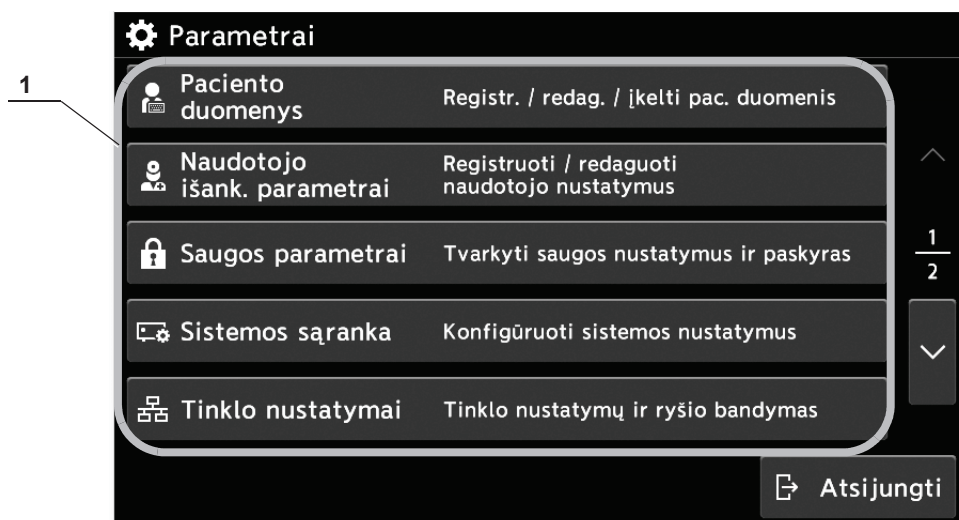 Parametrai
1
Paciento
duomenys
Registr. / redag. / įkelti pac. duomenis
Naudotojo
išank. parametrai
Registruoti / redaguoti
naudotojo nustatymus
Saugos parametrai
Tvarkyti saugos nustatymus ir paskyras
1
2
Sistemos sąranka
Konfigūruoti sistemos nustatymus
Tinklo nustatymai
Tinklo nustatymų ir ryšio bandymas
Atsijungti